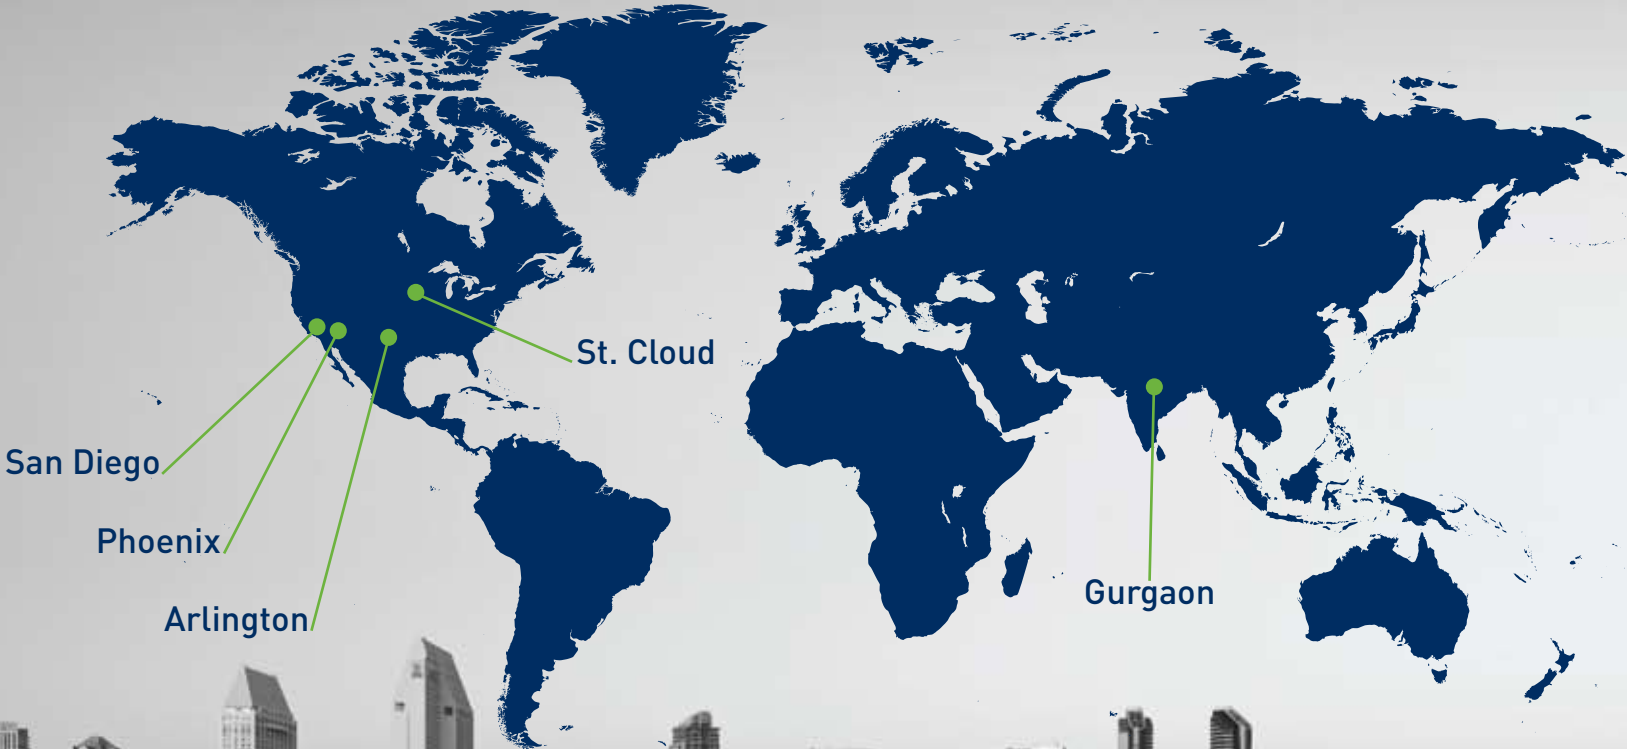 St. Cloud
San Diego
Phoenix
Arlington
Gurgaon